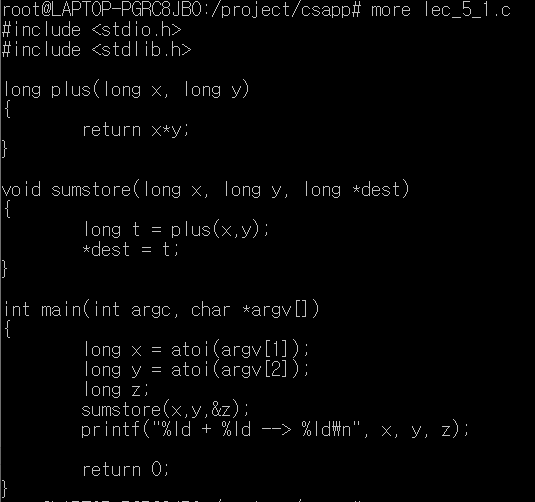 root@LAPTOP-PGRC8JB0:/project/csapp# more lec_5_1.c
#include <stdio.h>
#include <stdlib.h>
long plus(long x, long y)
{
return x*y;
}
void sumstore(long x, long y, long *dest)
{
long t = plus(x,y);
*dest = t;
}
int main(int argc, char *argv[])
{
long x = atoi(argv[1]);
long y = atoi(argv[2]);
long z;
sumstore(x,y,&z);
printf("%ld + %ld --> %ld₩n", x, y, z);
return 0;
}